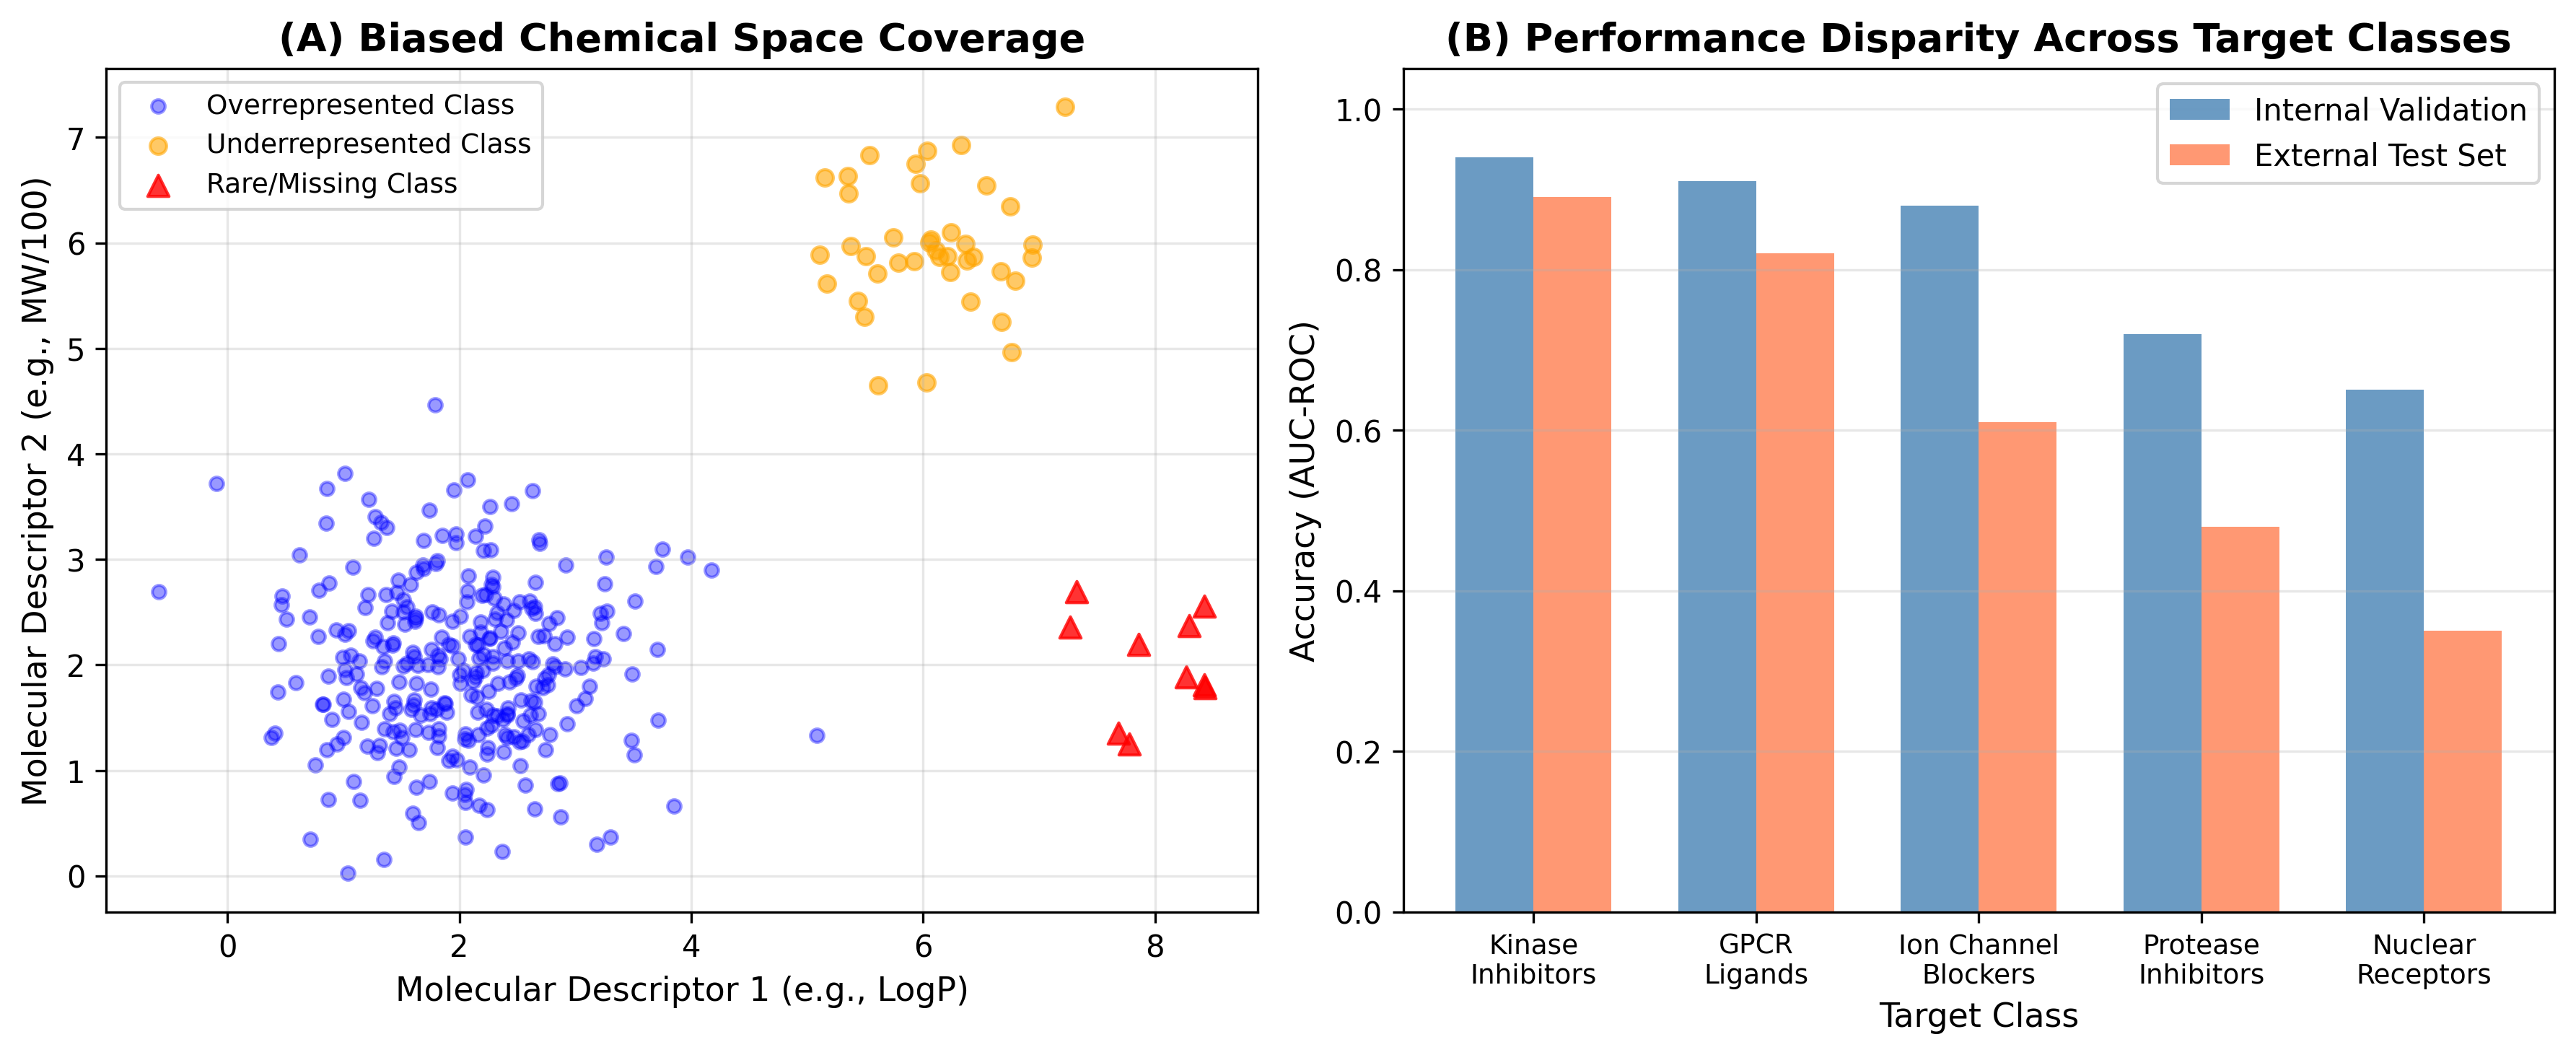 (A) Biased Chemical Space Coverage
Overrepresented Class
Underrepresented Class
Rare/Missing Class
Molecular Descriptor 2 (e.g., MW/100)
7
6
5
4
3
2
1
0
0 2 4 6 8
Molecular Descriptor 1 (e.g., LogP)
(B) Performance Disparity Across Target Classes
Internal Validation
External Test Set
Accuracy (AUC-ROC)
1.0
0.8
0.6
0.4
0.2
0.0
Kinase
Inhibitors
GPCR
Ligands
Ion Channel
Blockers
Protease
Inhibitors
Nuclear
Receptors
Target Class